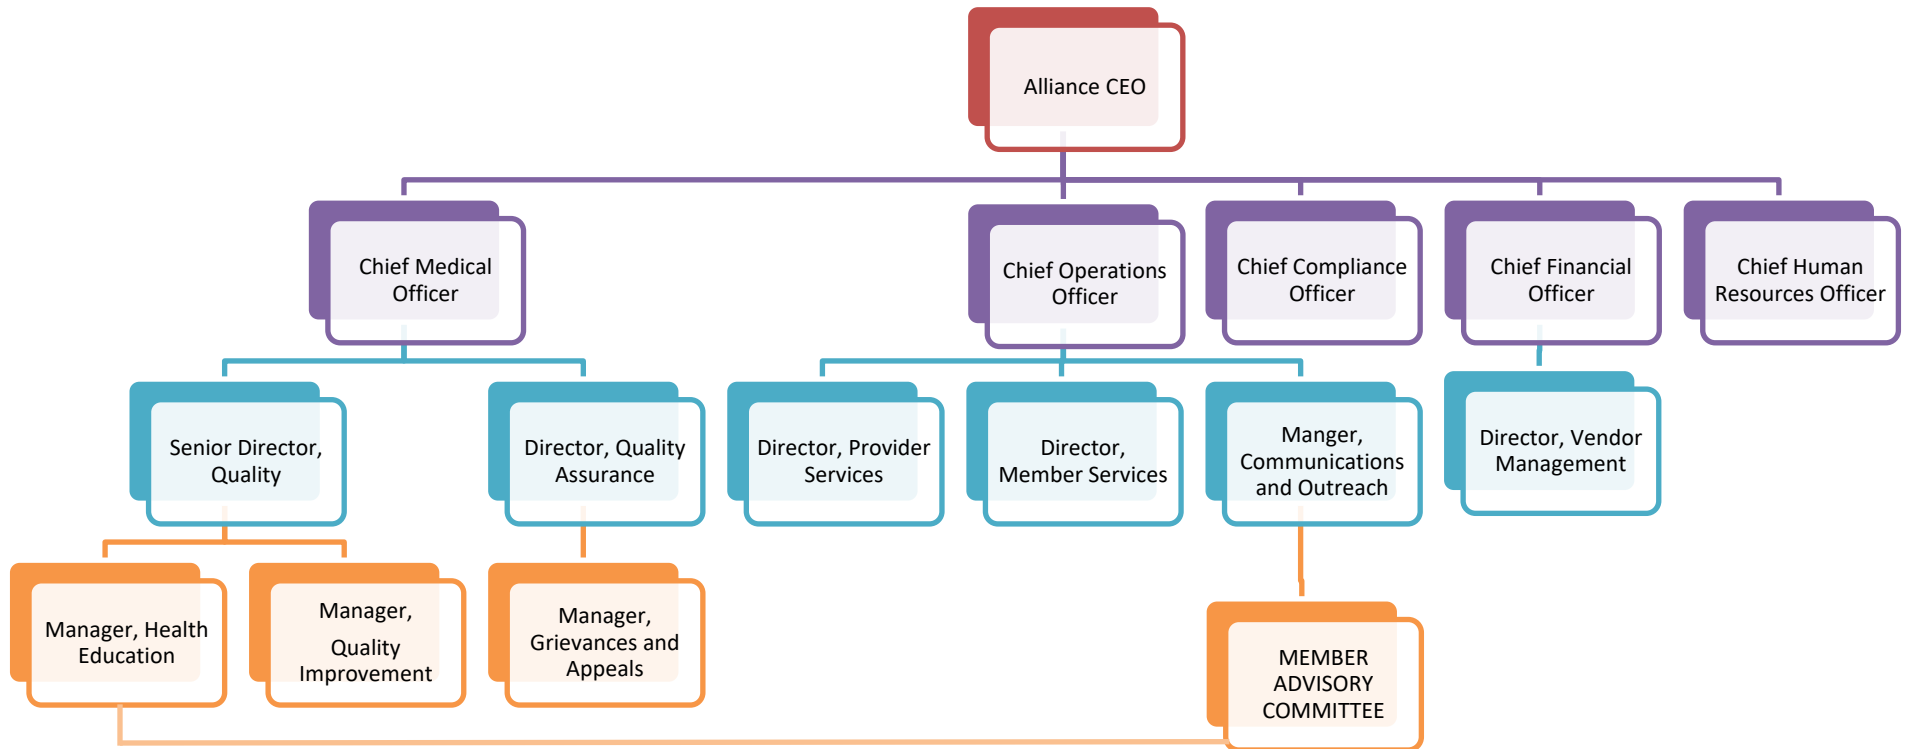 Alliance CEO
Chief Medical
Officer
Chief Operations
Officer
Chief Compliance
Officer
Chief Financial
Officer
Chief Human
Resources Officer
Senior Director,
Quality
Director, Quality
Assurance
Director, Provider
Services
Director,
Member Services
Manger,
Communications
and Outreach
Director, Vendor
Management
Manager, Health
Education
Manager,
Quality
Improvement
Manager,
Grievances and
Appeals
MEMBER
ADVISORY
COMMITTEE